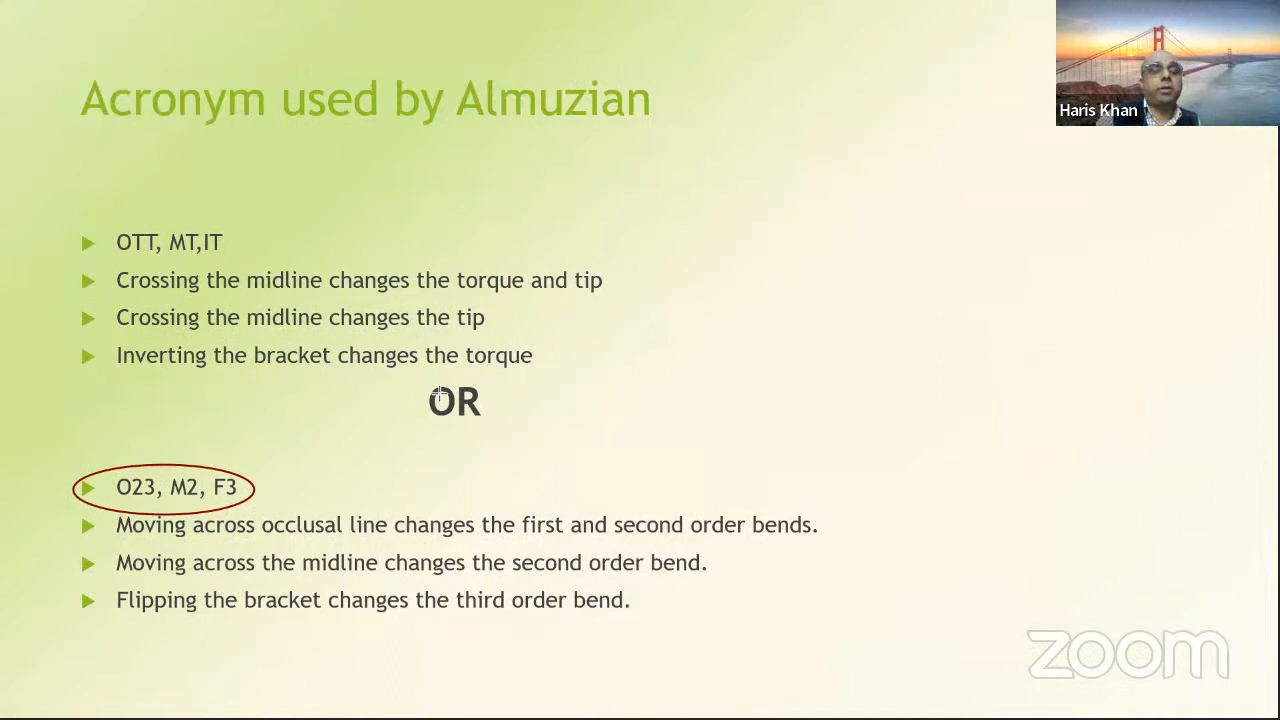 Acronym used by Almuzian
Haris Khan
OTT, MT,IT
Crossing the midline changes the torque and tip
Crossing the midline changes the tip
Inverting the bracket changes the torque
OR
O23, M2, F3
Moving across occlusal line changes the first and second order bends.
Moving across the midline changes the second order bend.
Flipping the bracket changes the third order bend.
zoom